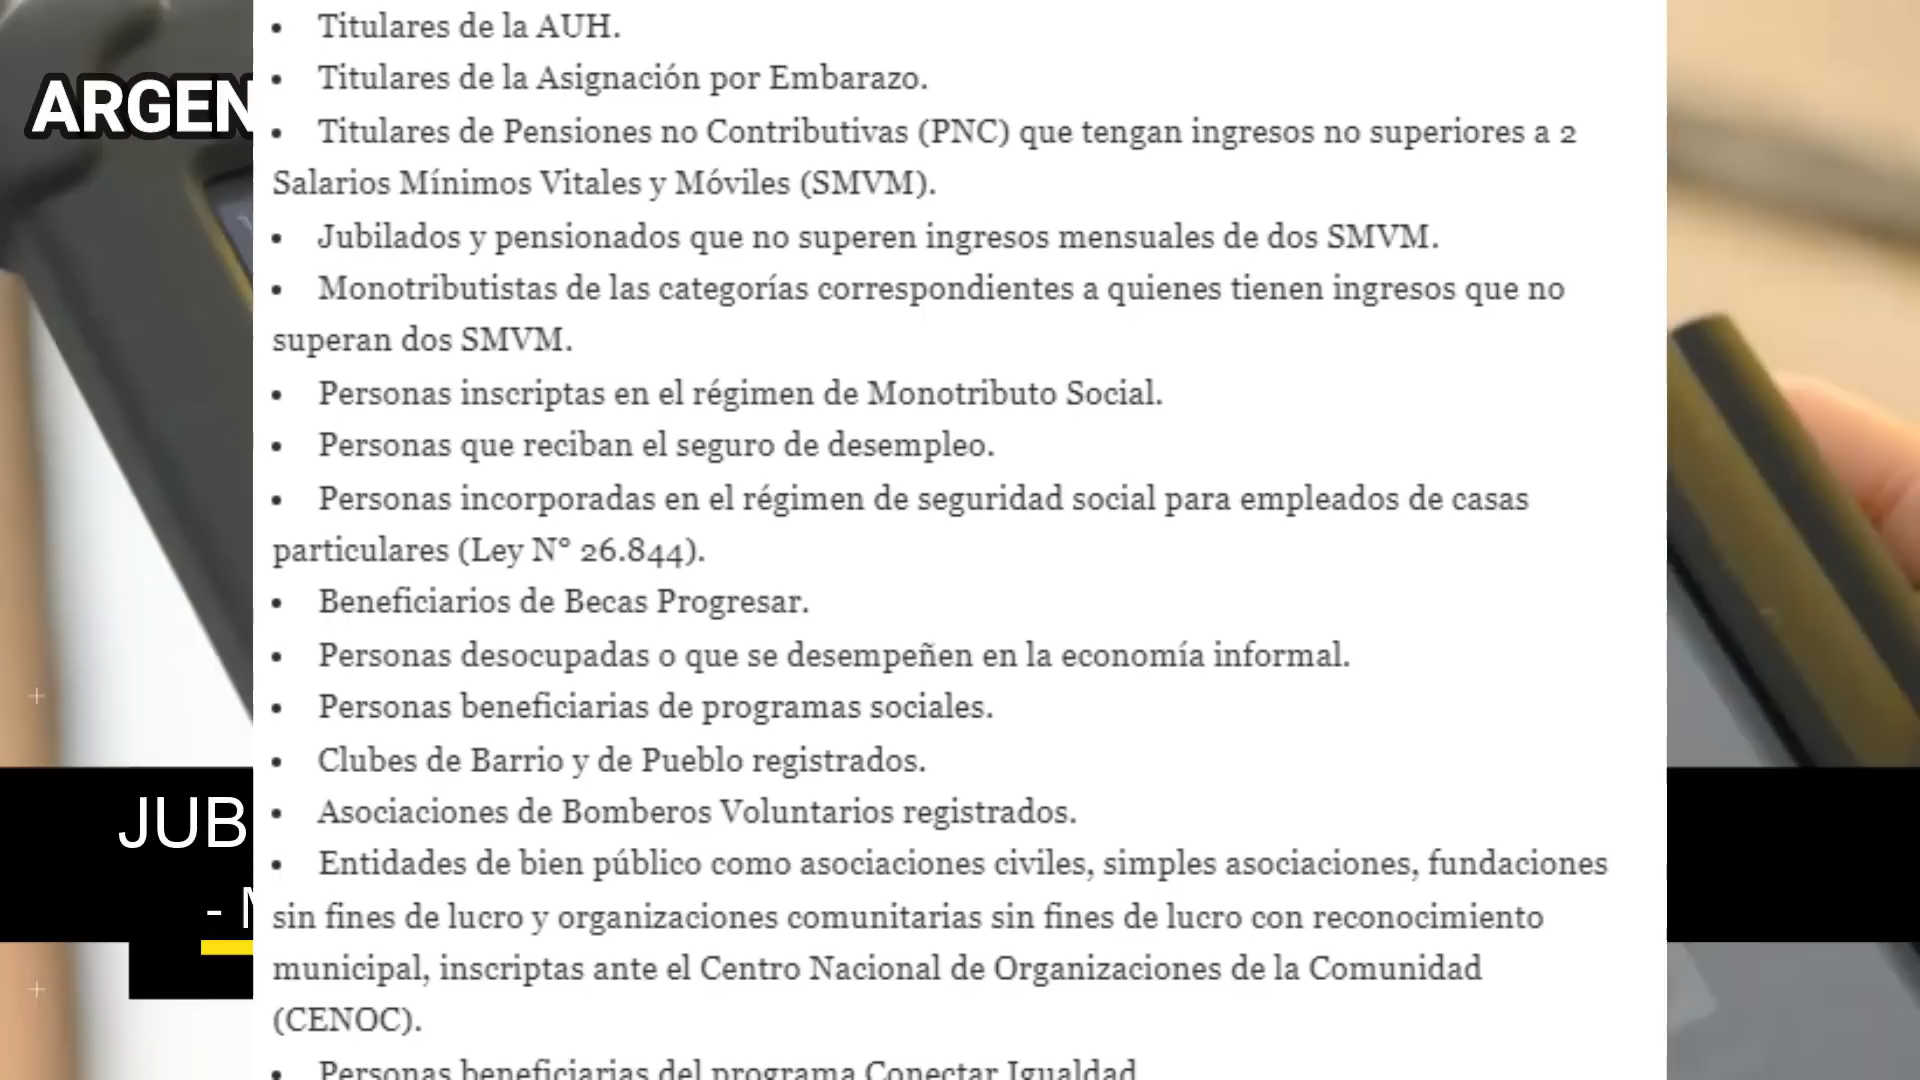 ARGEN
• Titulares de la AUH.
• Titulares de la Asignación por Embarazo.
• Titulares de Pensiones no Contributivas (PNC) que tengan ingresos no superiores a 2
Salarios Mínimos Vitales y Móviles (SMVM).
• Jubilados y pensionados que no superen ingresos mensuales de dos SMVM.
• Monotributistas de las categorías correspondientes a quienes tienen ingresos que no
superan dos SMVM.
• Personas inscriptas en el régimen de Monotributo Social.
• Personas que reciban el seguro de desempleo.
• Personas incorporadas en el régimen de seguridad social para empleados de casas
particulares (Ley N° 26.844).
• Beneficiarios de Becas Progresar.
• Personas desocupadas o que se desempeñen en la economía informal.
• Personas beneficiarias de programas sociales.
• Clubes de Barrio y de Pueblo registrados.
• Asociaciones de Bomberos Voluntarios registrados.
• Entidades de bien público como asociaciones civiles, simples asociaciones, fundaciones
sin fines de lucro y organizaciones comunitarias sin fines de lucro con reconocimiento
municipal, inscriptas ante el Centro Nacional de Organizaciones de la Comunidad
(CENOC).
• Personas beneficiarias del programa Conectar Igualdad
JUB
-